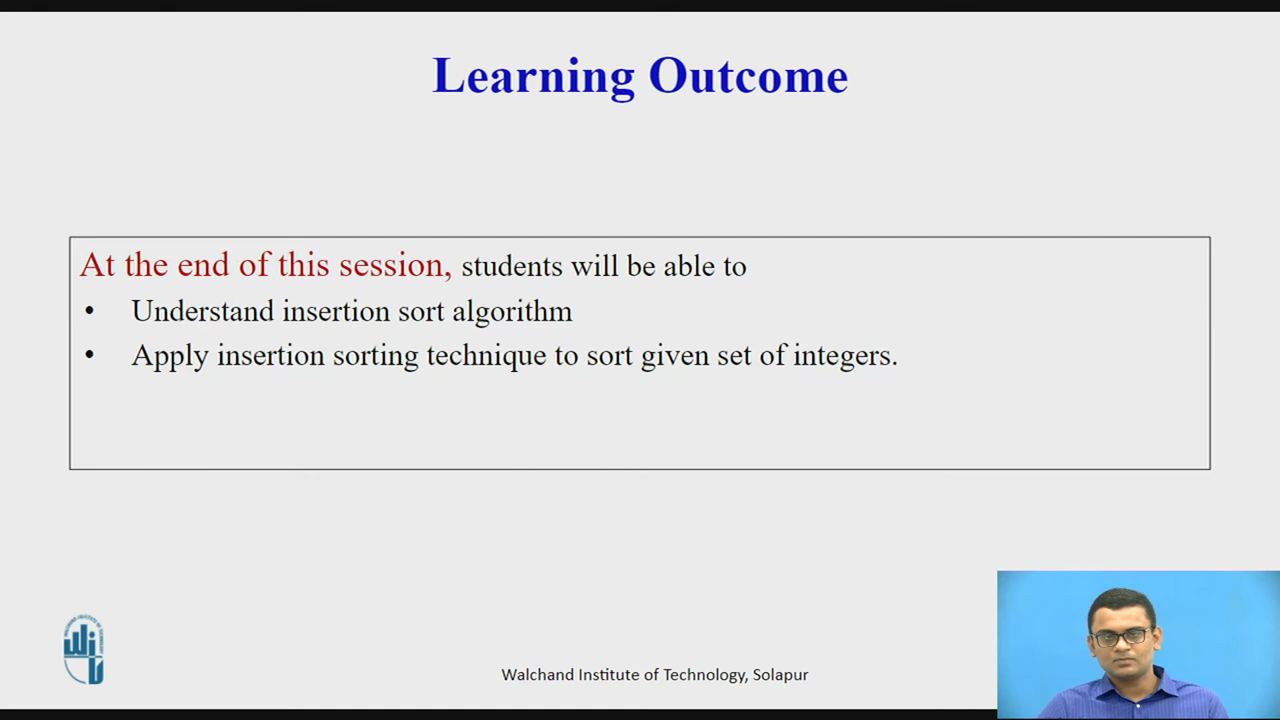 Learning Outcome
At the end of this session, students will be able to
• Understand insertion sort algorithm
• Apply insertion sorting technique to sort given set of integers.
Walchand Institute of Technology, Solapur